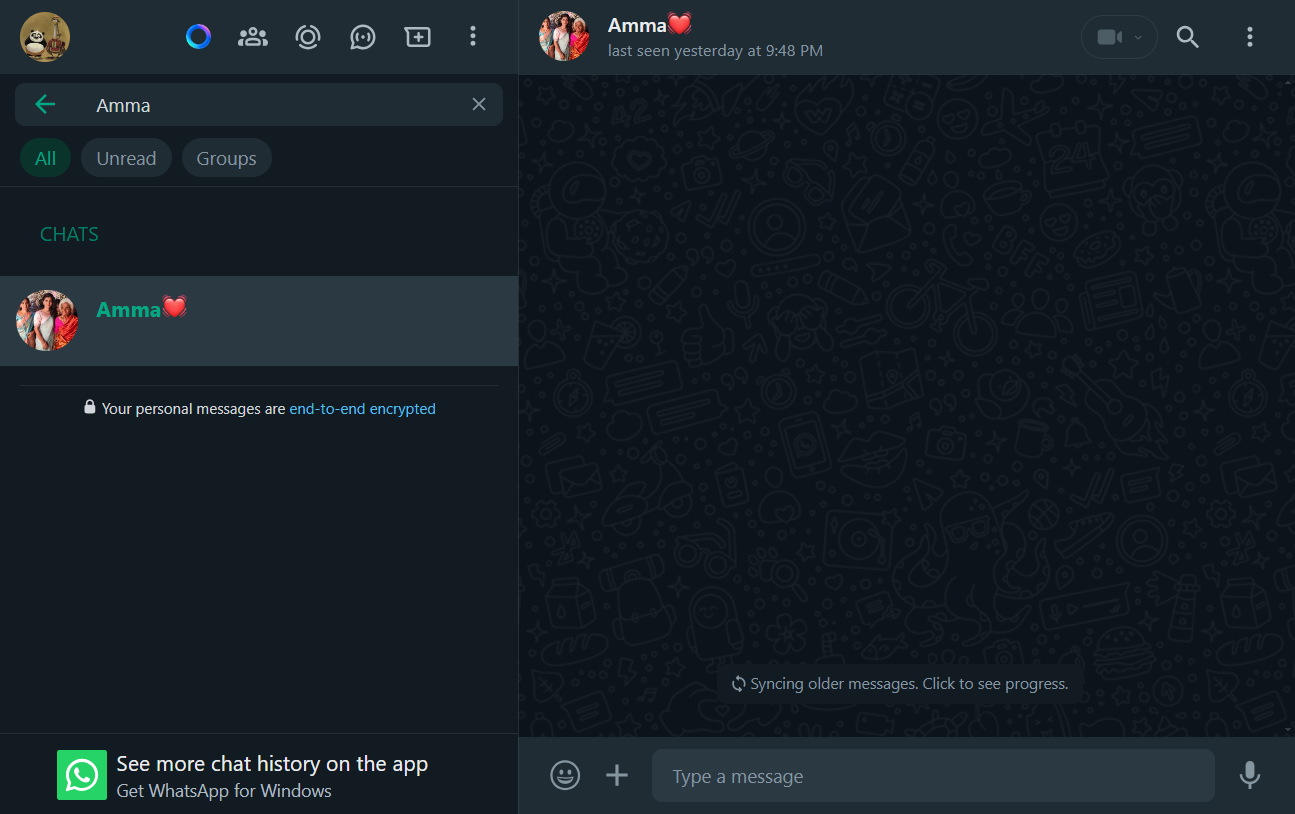 Amma
All
Unread
Groups
CHATS
Amma💓
Your personal messages are end-to-end encrypted
See more chat history on the app
Get WhatsApp for Windows
Amma💓
last seen yesterday at 9:48 PM
42
24
Syncing older messages. Click to see progress.
Type a message